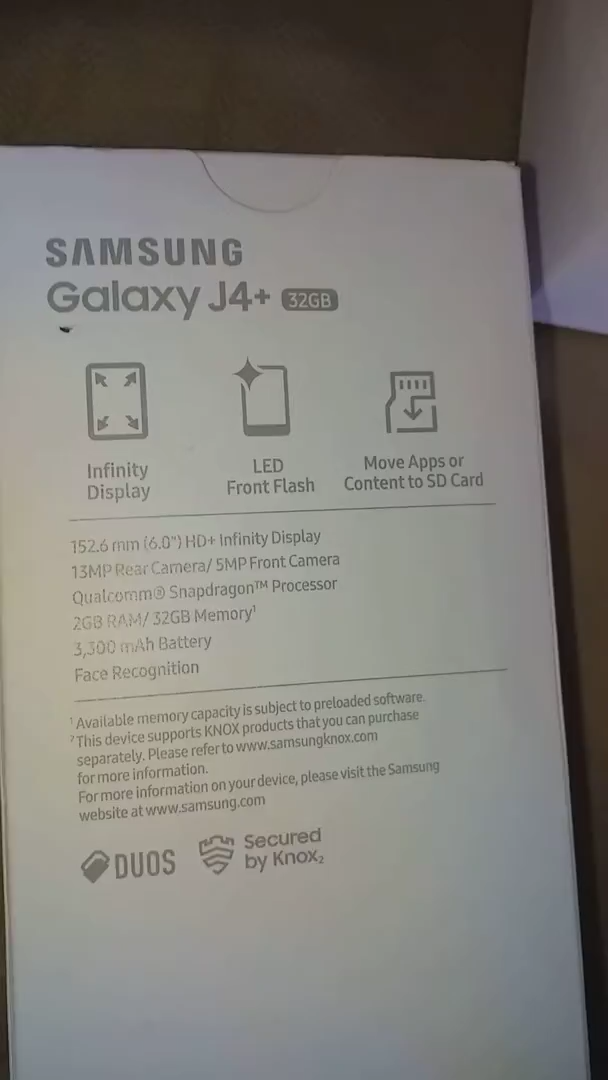 SAMSUNG
Galaxy J4+ 32GB
Infinity
Display
LED
Front Flash
Move Apps or
Content to SD Card
152.6 mm (6.0") HD+ Infinity Display
13MP Rear Camera/ 5MP Front Camera
Qualcomm® Snapdragon™ Processor
2GB RAM/ 32GB Memory¹
3,300 mAh Battery
Face Recognition
¹ Available memory capacity is subject to preloaded software.
² This device supports KNOX products that you can purchase
separately. Please refer to www.samsungknox.com
for more information.
For more information on your device, please visit the Samsung
website at www.samsung.com
DUOS
Secured
by Knox₂